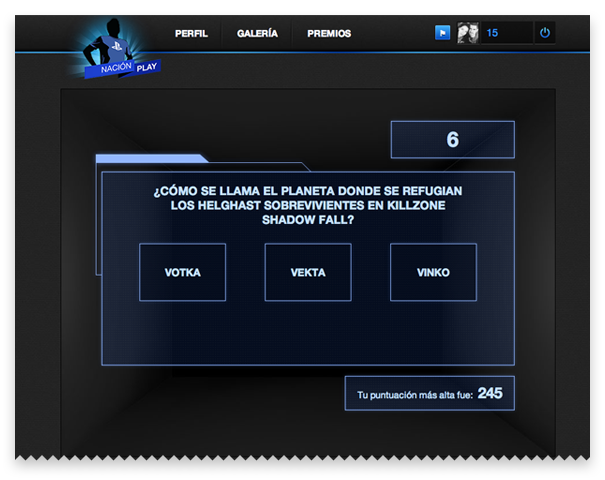 PERFIL
GALERÍA
PREMIOS
15
NACIÓN PLAY
6
¿CÓMO SE LLAMA EL PLANETA DONDE SE REFUGIAN
LOS HELGHAST SOBREVIVIENTES EN KILLZONE
SHADOW FALL?
VOTKA
VEKTA
VINKO
Tu puntuación más alta fue: 245